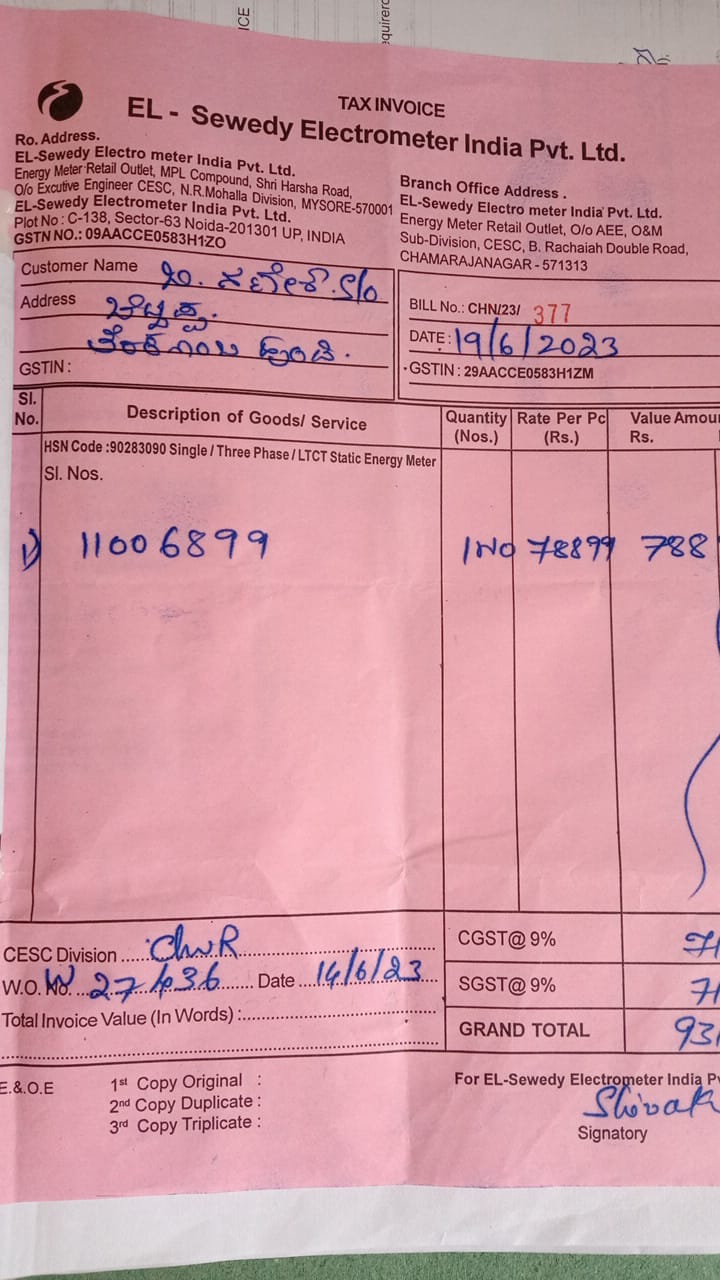 ICE
TAX INVOICE
EL - Sewedy Electrometer India Pvt. Ltd.
Ro. Address.
EL-Sewedy Electro meter India Pvt. Ltd.
Energy Meter Retail Outlet, MPL Compound, Shri Harsha Road,
O/o Excutive Engineer CESC, N.R.Mohalla Division, MYSORE-570001
EL-Sewedy Electrometer India Pvt. Ltd.
Plot No : C-138, Sector-63 Noida-201301 UP, INDIA
GSTN NO.: 09AACCE0583H1ZO
Branch Office Address .
EL-Sewedy Electro meter India Pvt. Ltd.
Energy Meter Retail Outlet, O/o AEE, O&M
Sub-Division, CESC, B. Rachaiah Double Road,
CHAMARAJANAGAR - 571313
Customer Name S/o
Address
GSTIN :
BILL No.: CHN/23/ 377
DATE : 19/6/2023
GSTIN : 29AACCE0583H1ZM
Sl. No. Description of Goods/ Service Quantity (Nos.) Rate Per Pc (Rs.) Value Amou Rs.
HSN Code :90283090 Single / Three Phase / LTCT Static Energy Meter
Sl. Nos.
1) 11006899 1NO 78899 788
CESC Division ..... ChnR
W.O. No. Date 14/6/23
Total Invoice Value (In Words) :
CGST@ 9% 71
SGST@ 9% 71
GRAND TOTAL 931
E.&.O.E
1st Copy Original :
2nd Copy Duplicate :
3rd Copy Triplicate :
For EL-Sewedy Electrometer India P
Shivak
Signatory